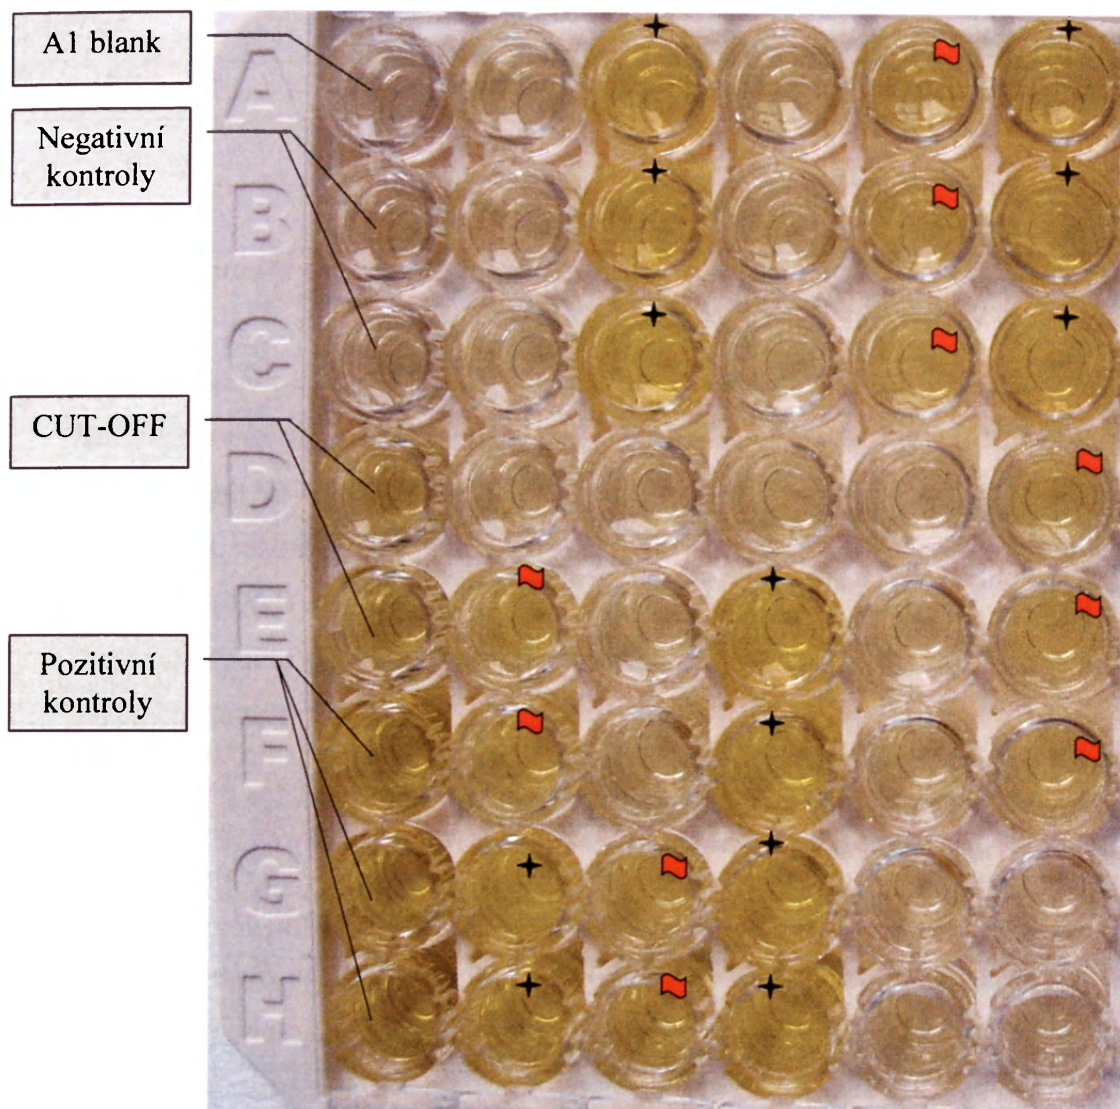 A1 blank
Negativní
kontroly
CUT-OFF
Pozitivní
kontroly
A
B
C
D
E
F
G
H